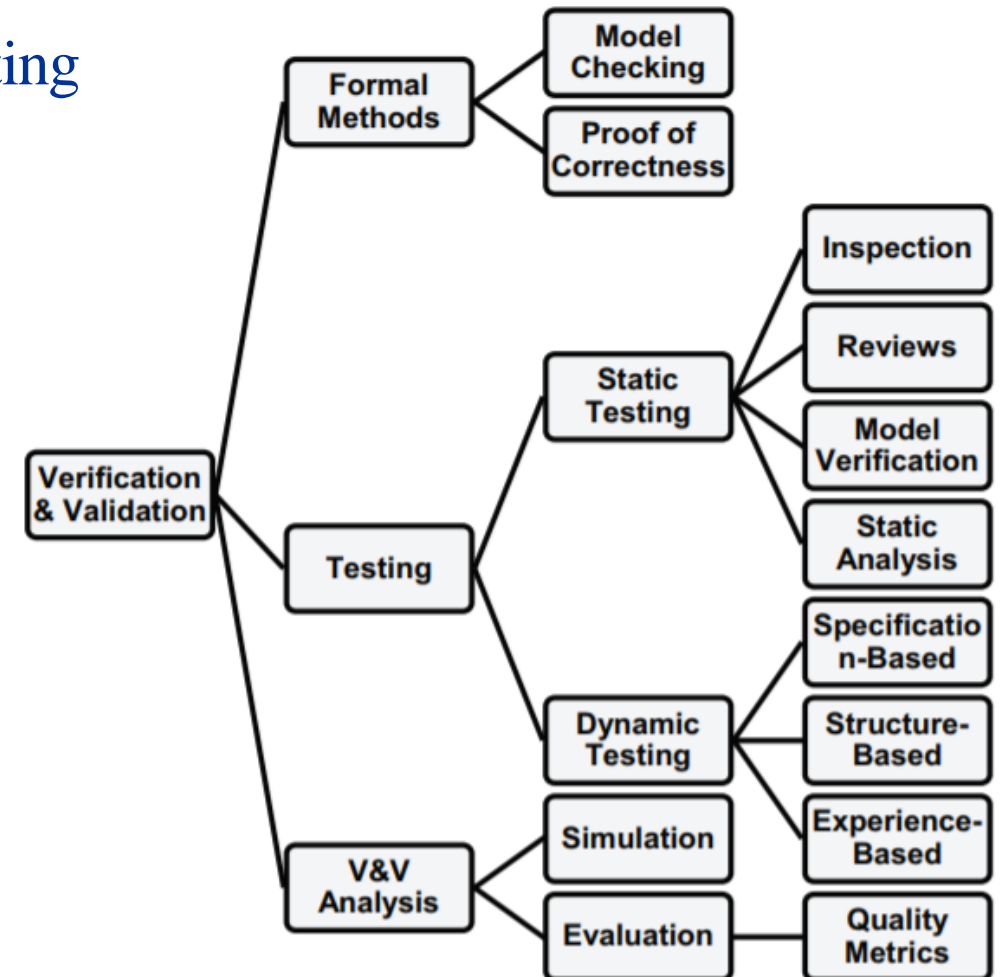 ting
Model
Checking
Formal
Methods
Proof of
Correctness
Inspection
Reviews
Static
Testing
Model
Verification
Verification
& Validation
Static
Analysis
Testing
Specificatio
n-Based
Dynamic
Testing
Structure-
Based
Simulation
Experience-
Based
V&V
Analysis
Evaluation
Quality
Metrics